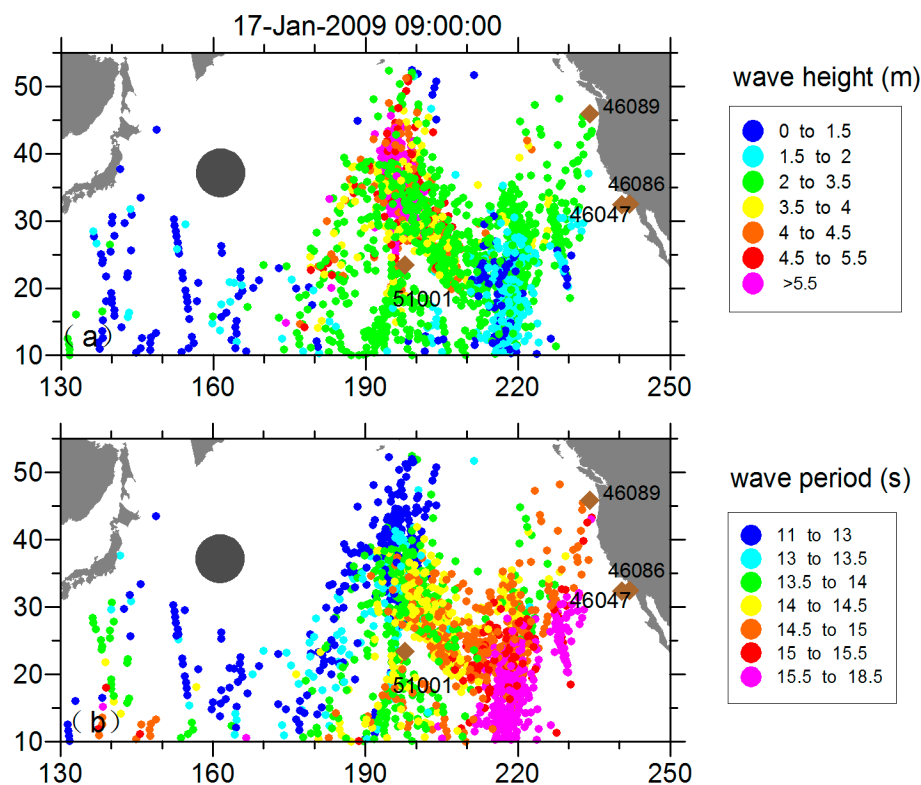 17-Jan-2009 09:00:00
50
40
30
20
10
46089
46086
46047
51001
（a）
130 160 190 220 250
wave height (m)
0 to 1.5
1.5 to 2
2 to 3.5
3.5 to 4
4 to 4.5
4.5 to 5.5
>5.5
50
40
30
20
10
46089
46086
46047
51001
（b）
130 160 190 220 250
wave period (s)
11 to 13
13 to 13.5
13.5 to 14
14 to 14.5
14.5 to 15
15 to 15.5
15.5 to 18.5